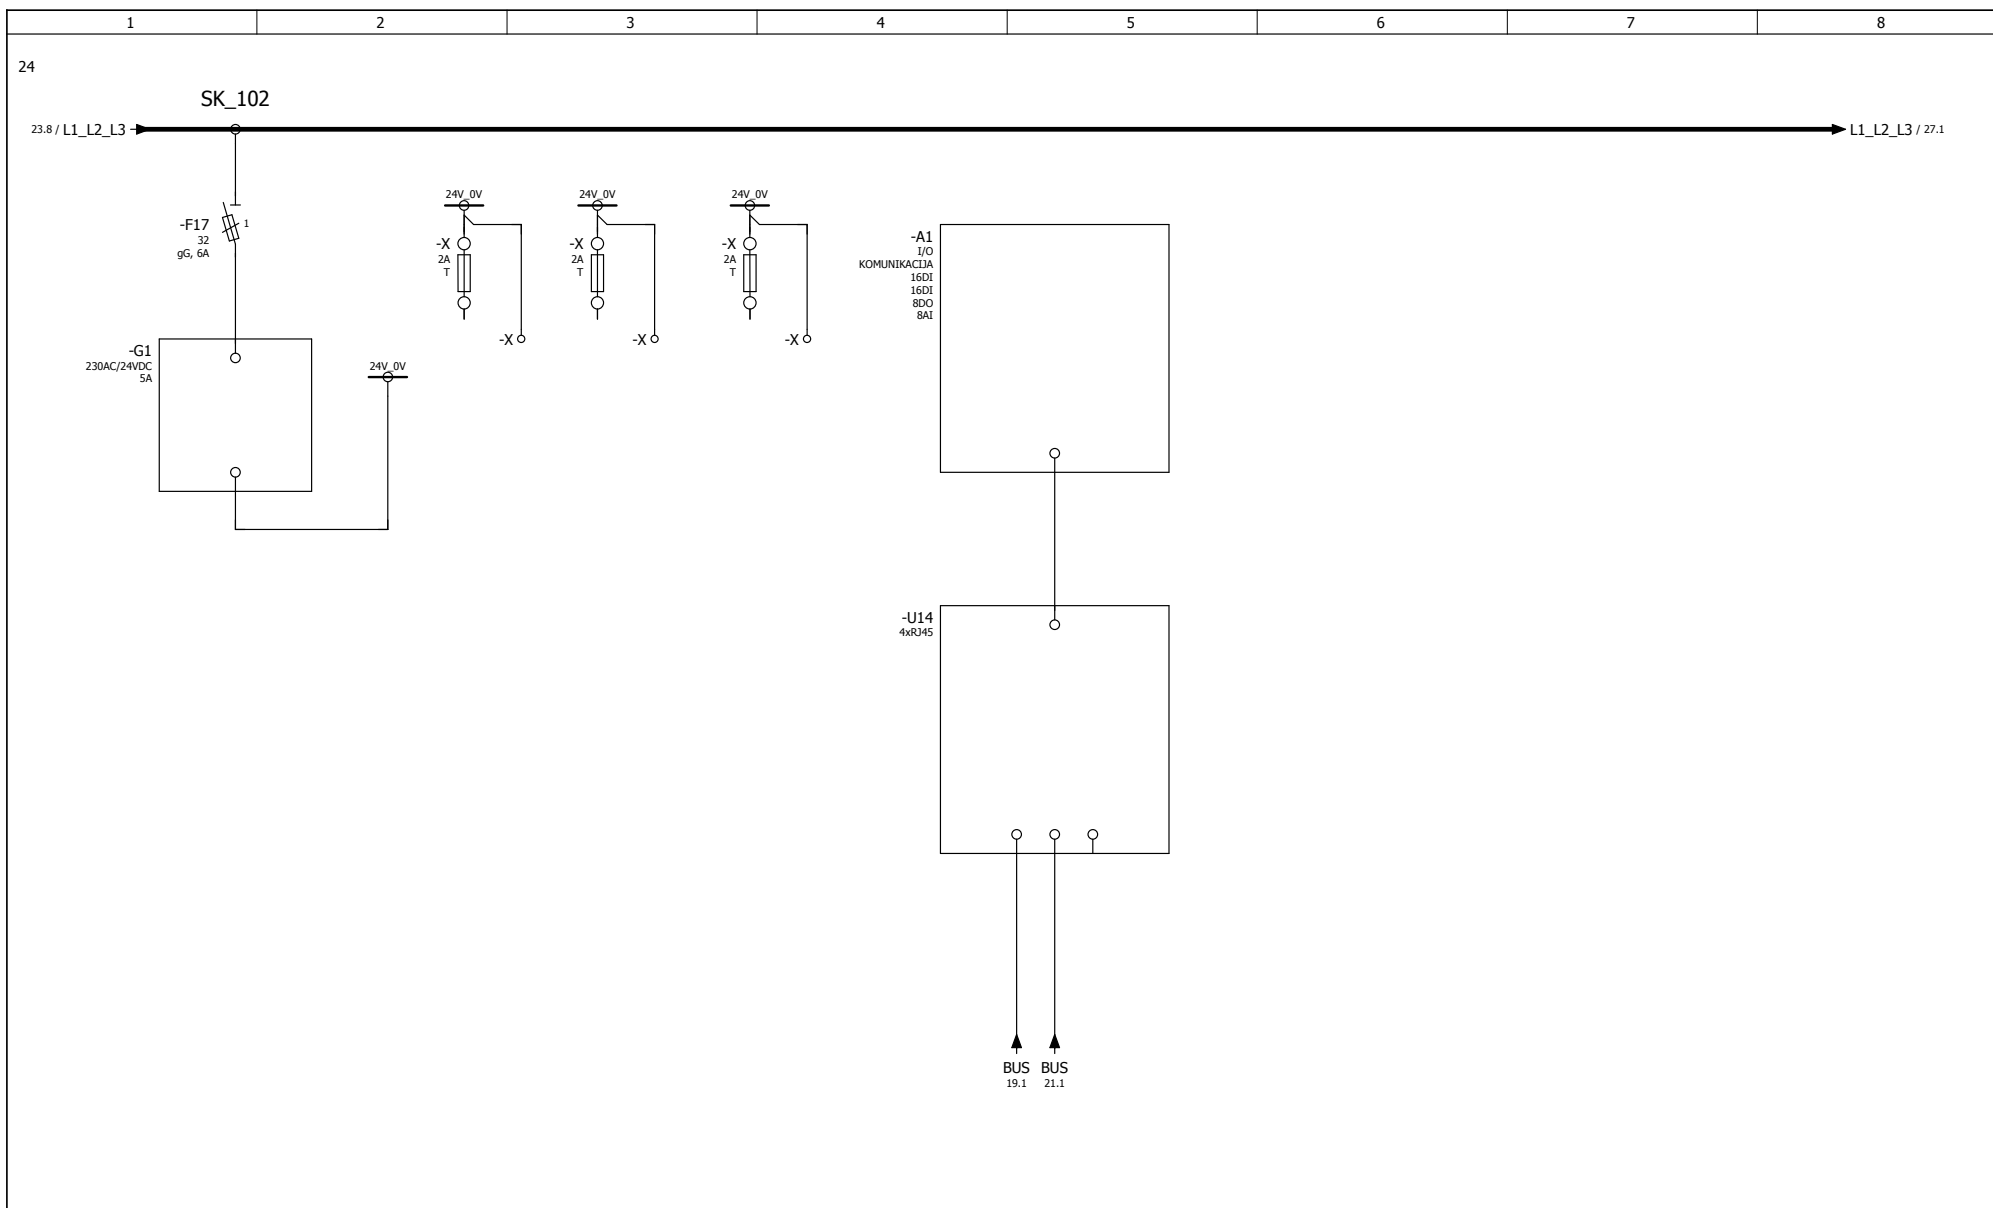 1 2 3 4 5 6 7 8
24
SK_102
23.8 / L1_L2_L3
L1_L2_L3 / 27.1
24V_0V 24V_0V 24V_0V
-F17 1
32
gG, 6A
-X
2A
T
-X
-X
2A
T
-X
-X
2A
T
-X
-A1
I/O
KOMUNIKACIJA
16DI
16DI
8DO
8AI
-G1
230AC/24VDC
5A
24V_0V
-U14
4xRJ45
BUS BUS
19.1 21.1